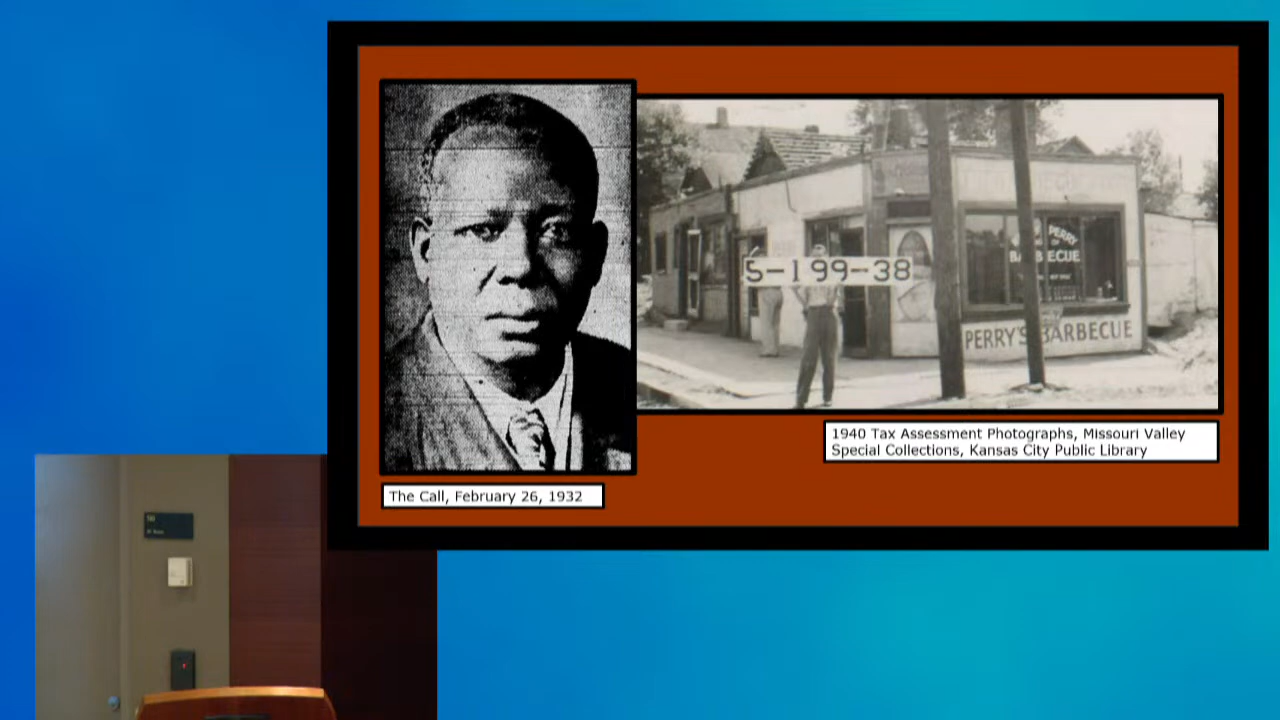 5-199-38
PERRY
BARBECUE
PERRY'S BARBECUE
1940 Tax Assessment Photographs, Missouri Valley
Special Collections, Kansas City Public Library
The Call, February 26, 1932